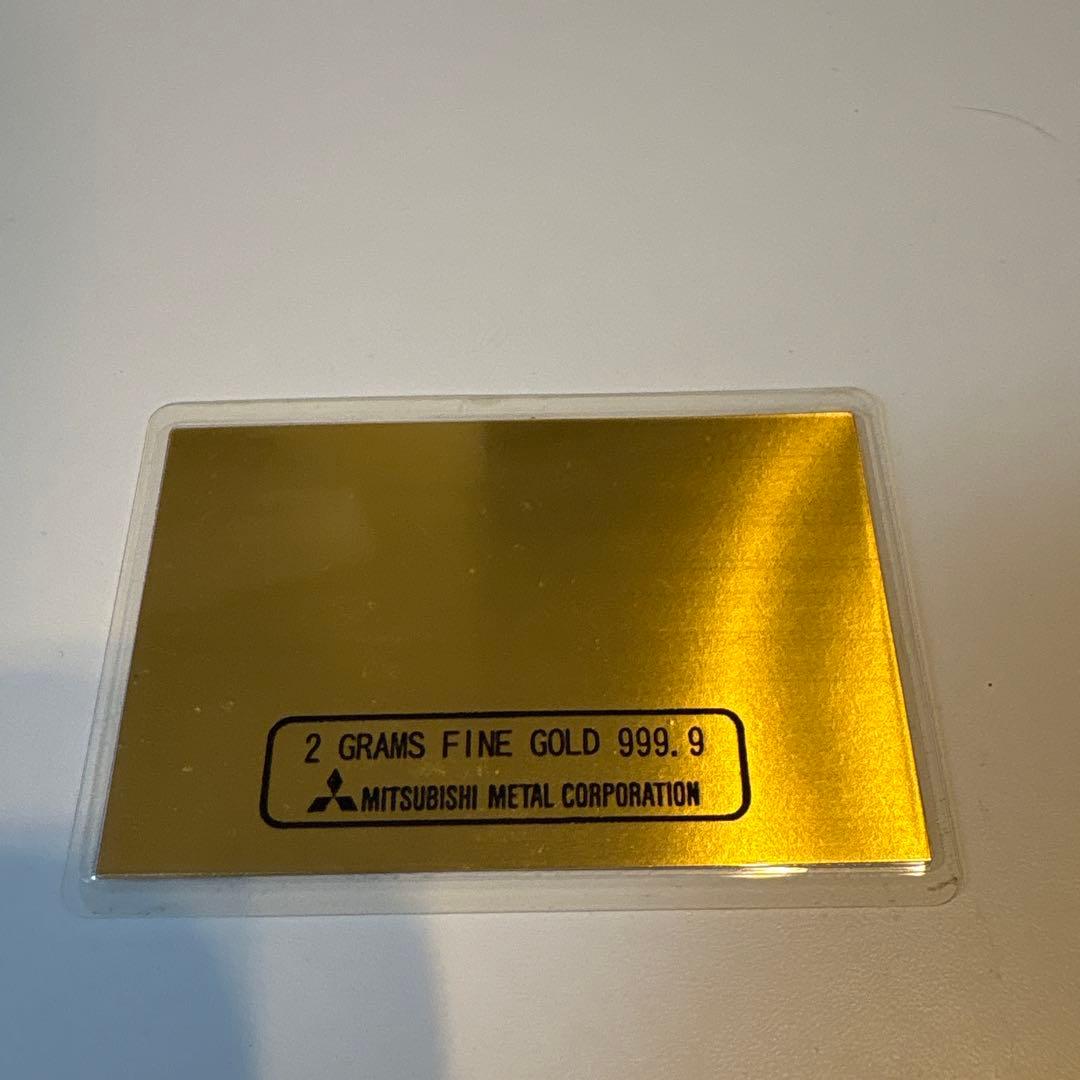 2 GRAMS FINE GOLD 999.9
MITSUBISHI METAL CORPORATION